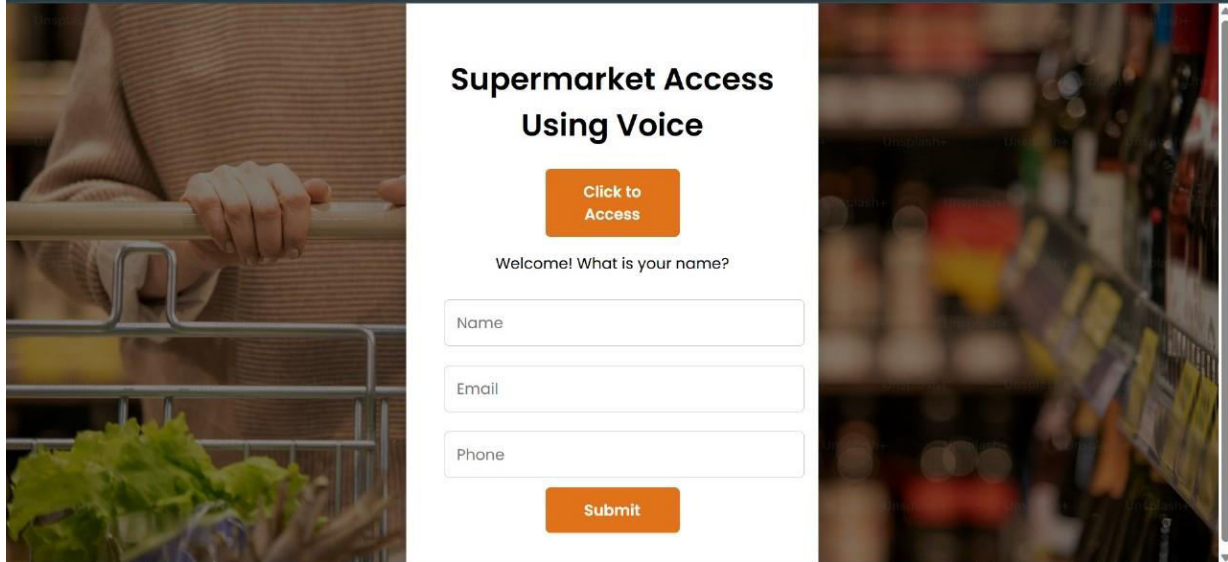 Supermarket Access
Using Voice
Click to
Access
Welcome! What is your name?
Name
Email
Phone
Submit